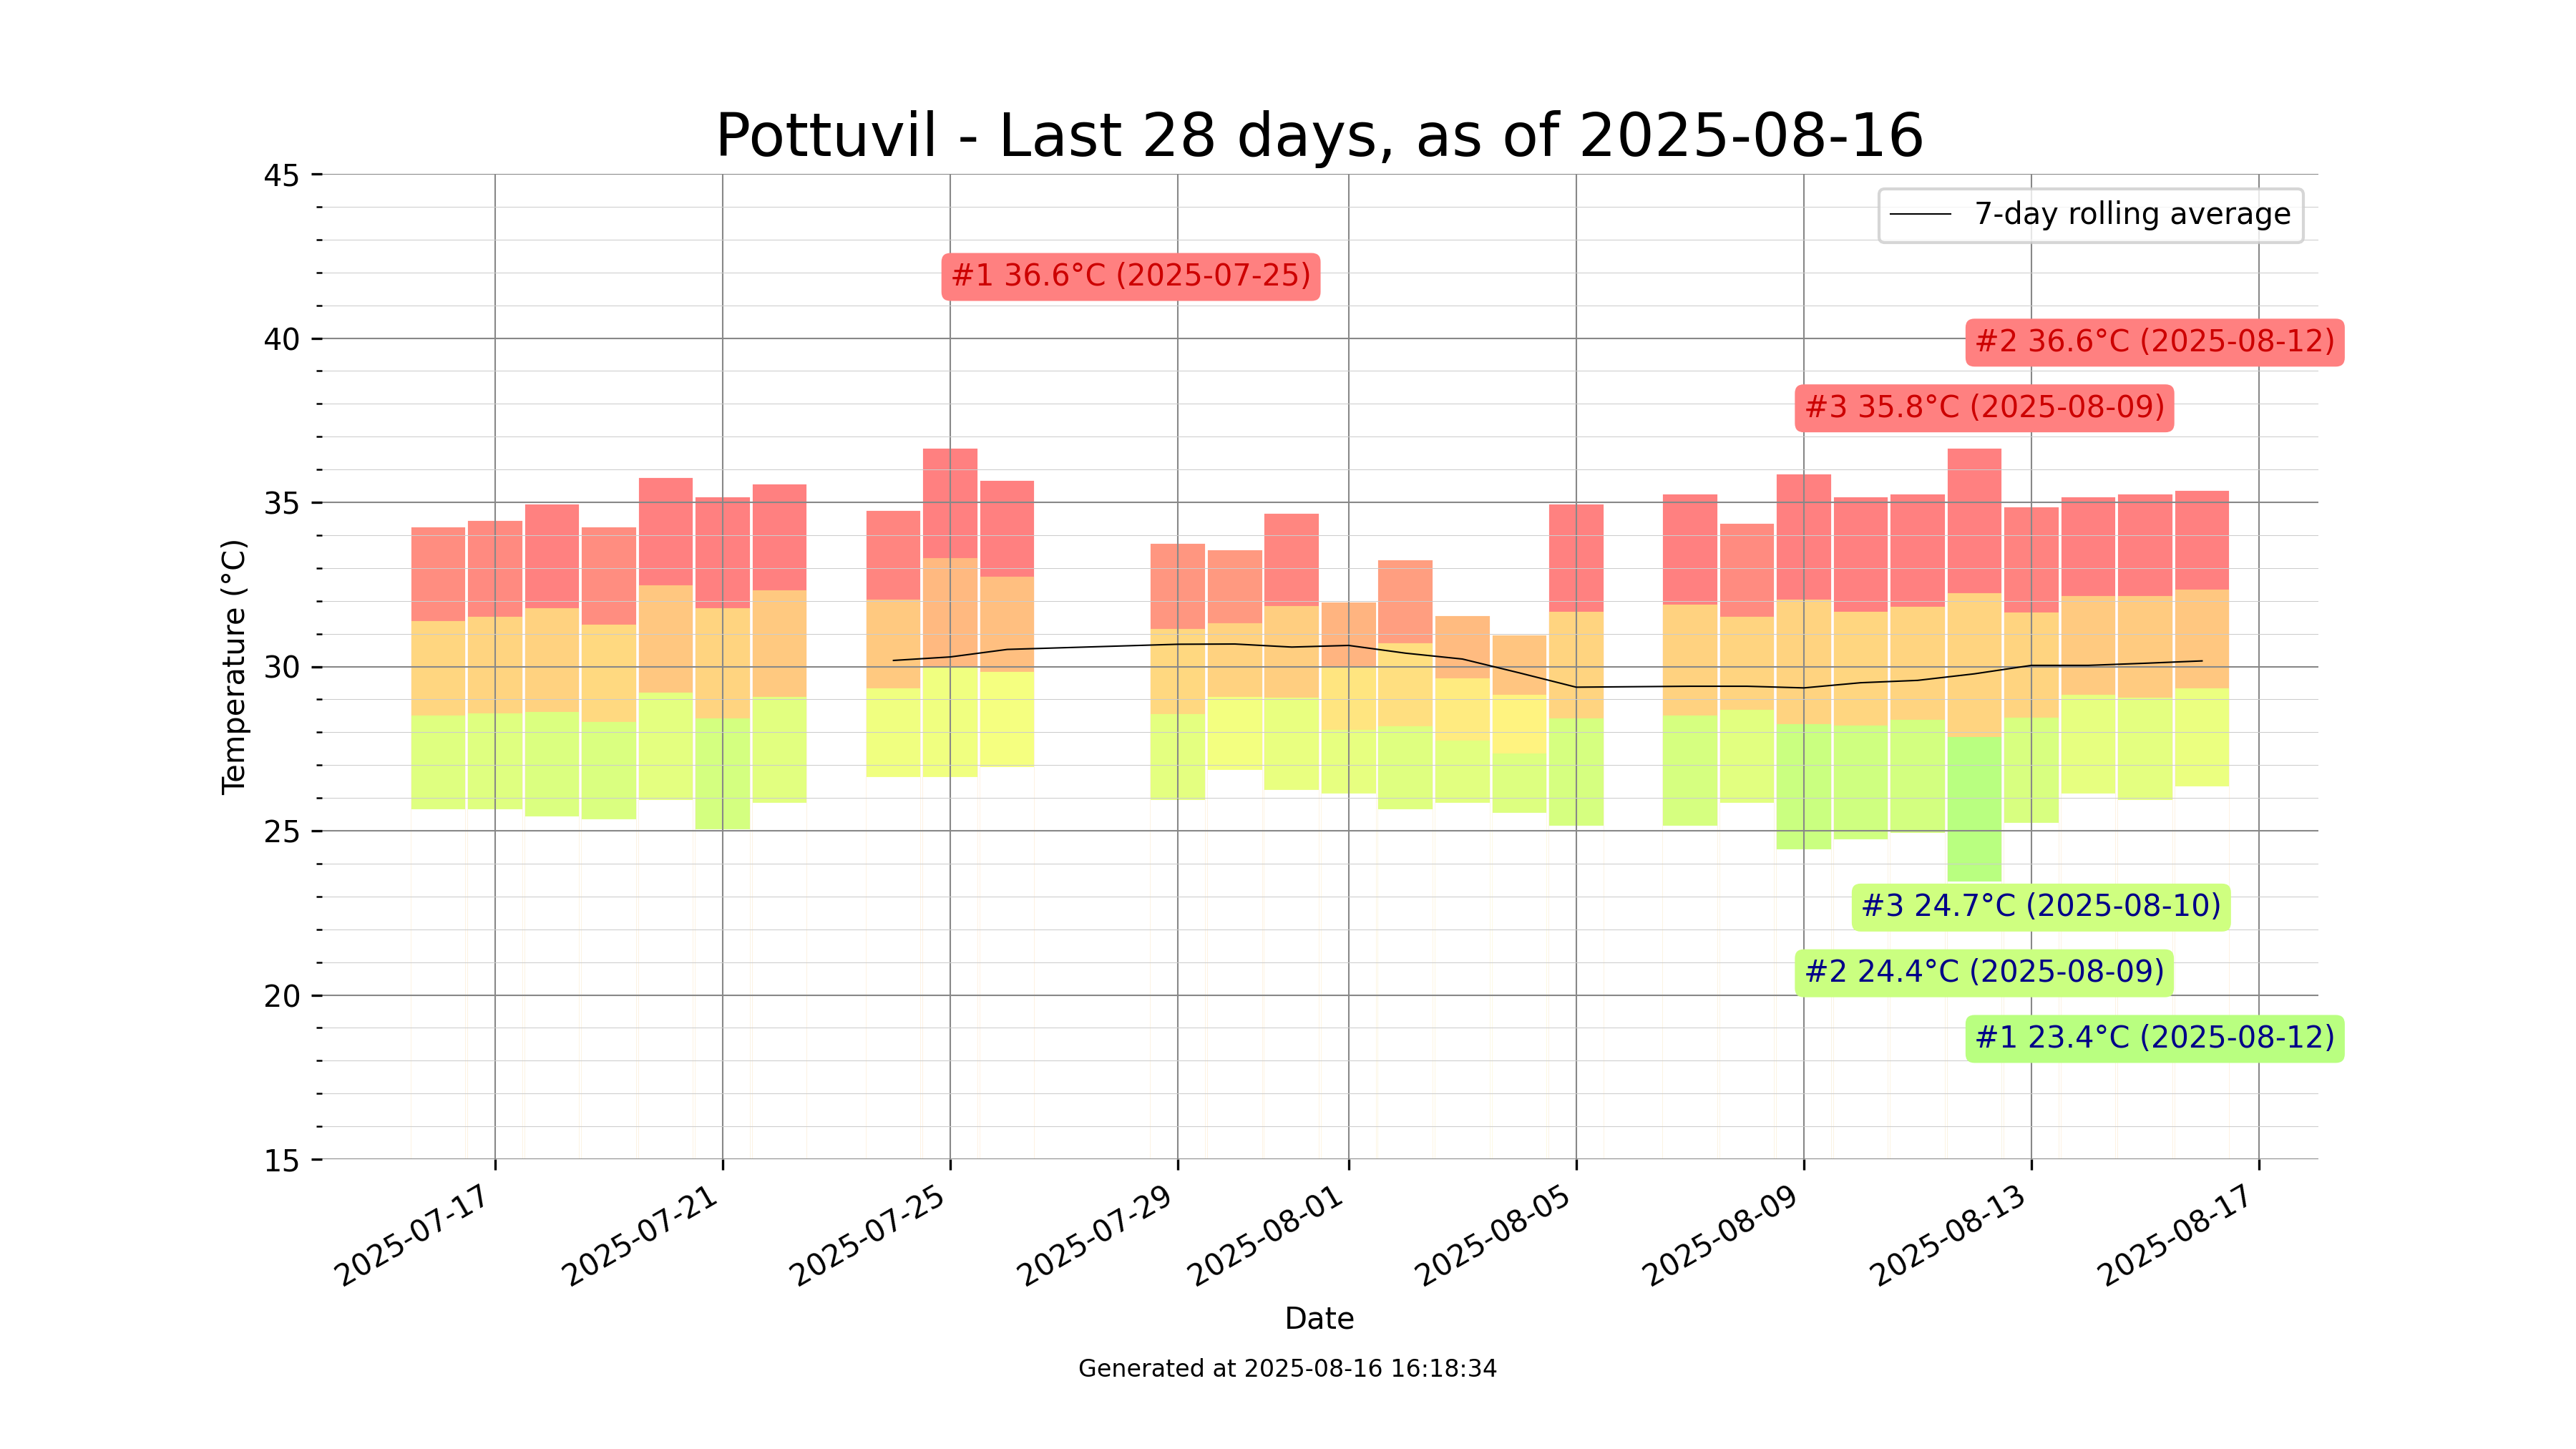 Pottuvil - Last 28 days, as of 2025-08-16
45
7-day rolling average
#1 36.6°C (2025-07-25)
40
#2 36.6°C (2025-08-12)
#3 35.8°C (2025-08-09)
35
Temperature (°C)
30
25
#3 24.7°C (2025-08-10)
#2 24.4°C (2025-08-09)
20
#1 23.4°C (2025-08-12)
15
2025-07-17
2025-07-21
2025-07-25
2025-07-29
2025-08-01
2025-08-05
2025-08-09
2025-08-13
2025-08-17
Date
Generated at 2025-08-16 16:18:34